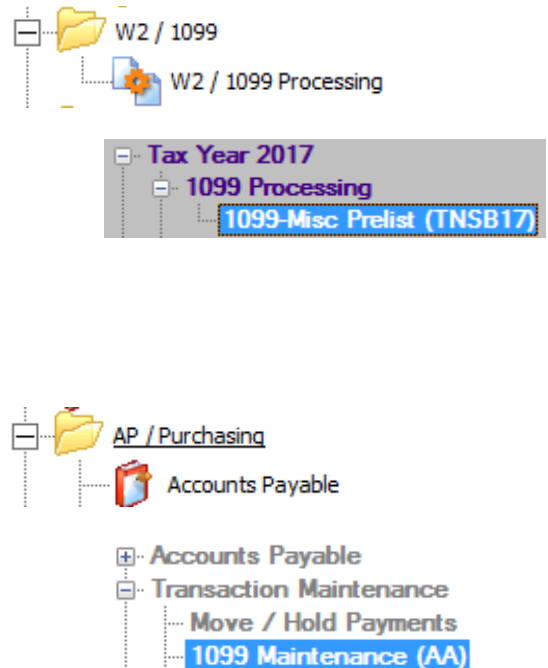 W2 / 1099
W2 / 1099 Processing
Tax Year 2017
1099 Processing
1099-Misc Prelist (TNSB17)
AP / Purchasing
Accounts Payable
Accounts Payable
Transaction Maintenance
Move / Hold Payments
1099 Maintenance (AA)